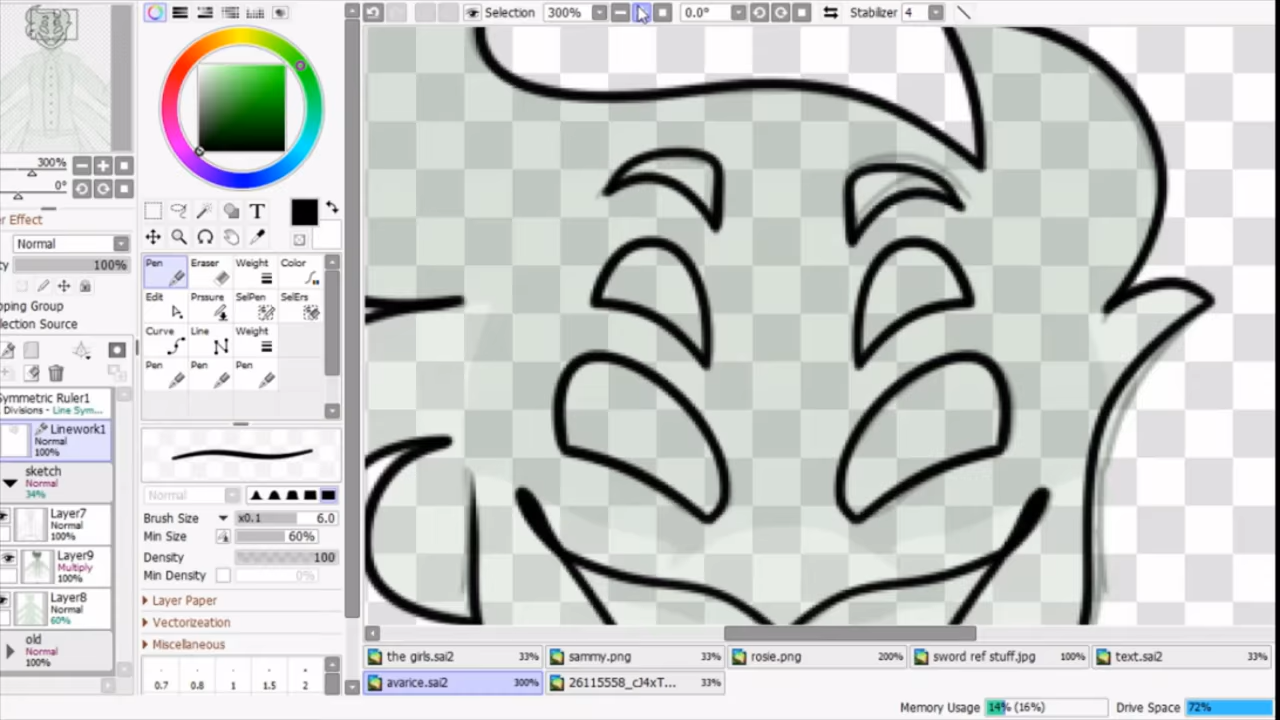 Selection 300% 0.0° Stabilizer 4
300%
0°
er Effect
Normal
ty 100%
pping Group
lection Source
Symmetric Ruler1
Divisions - Line Sym...
Linework1
Normal
100%
sketch
Normal
34%
Layer7
Normal
100%
Layer9
Multiply
100%
Layer8
Normal
60%
old
Normal
100%
T
Pen Eraser Weight Color
Edit Prssure SelPen SelErs
Curve Line Weight
Pen Pen Pen
Normal
Brush Size x0.1 6.0
Min Size 60%
Density 100
Min Density 0%
Layer Paper
Vectorization
Miscellaneous
0.7 0.8 1 1.5 2
the girls.sai2 33% sammy.png 33% rosie.png 200% sword ref stuff.jpg 100% text.sai2 33%
avarice.sai2 300% 26115558_cJ4xT... 33%
Memory Usage 14% (16%) Drive Space 72%